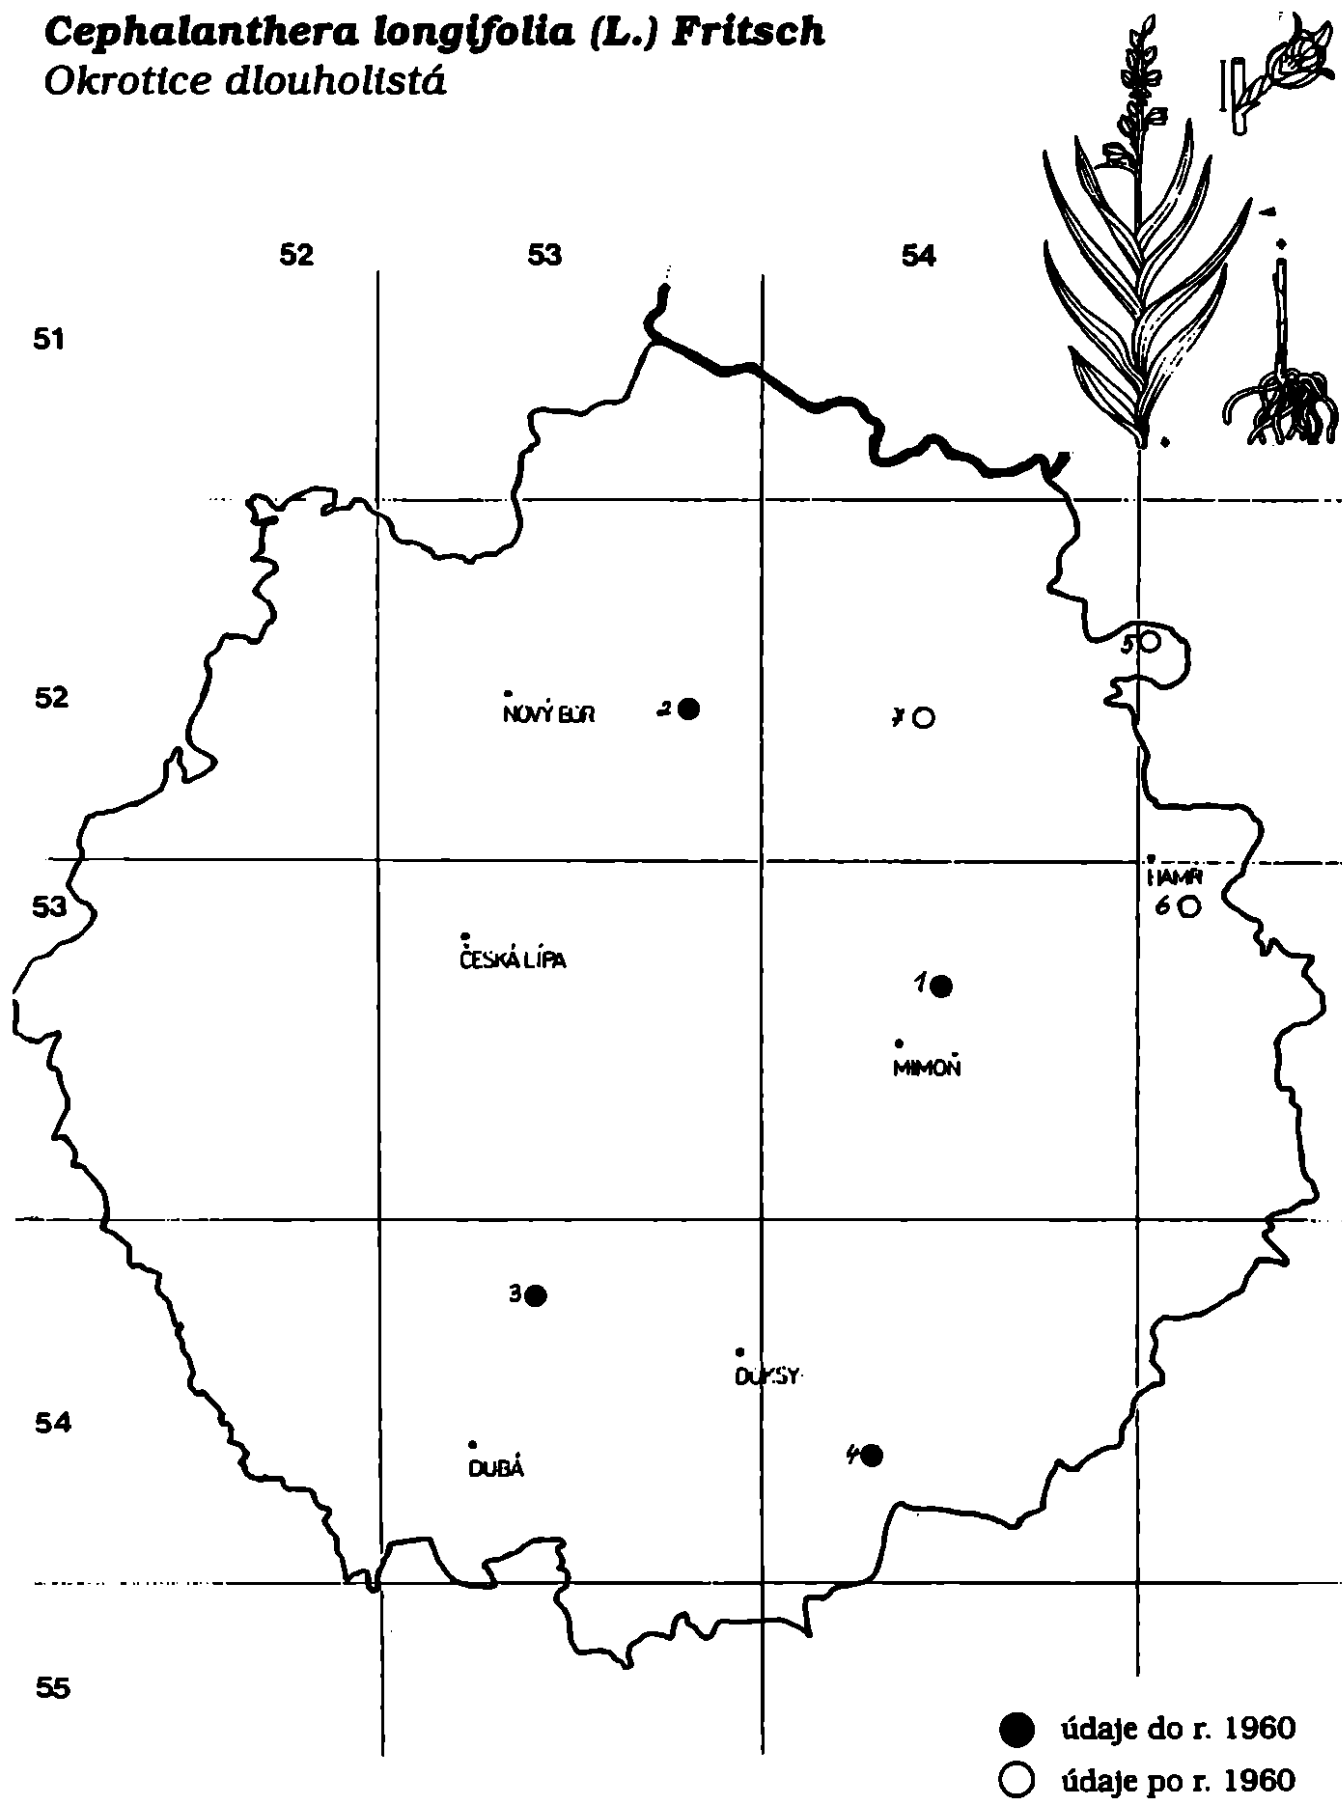 Cephalanthera longifolia (L.) Fritsch
Okrotice dlouholistá
52 53 54
51
5
52
NOVÝ BOR
2
7
HAMR
53
6
ČESKÁ LÍPA
1
MIMOŇ
3
DOKSY
54
4
DUBÁ
55
údaje do r. 1960
údaje po r. 1960